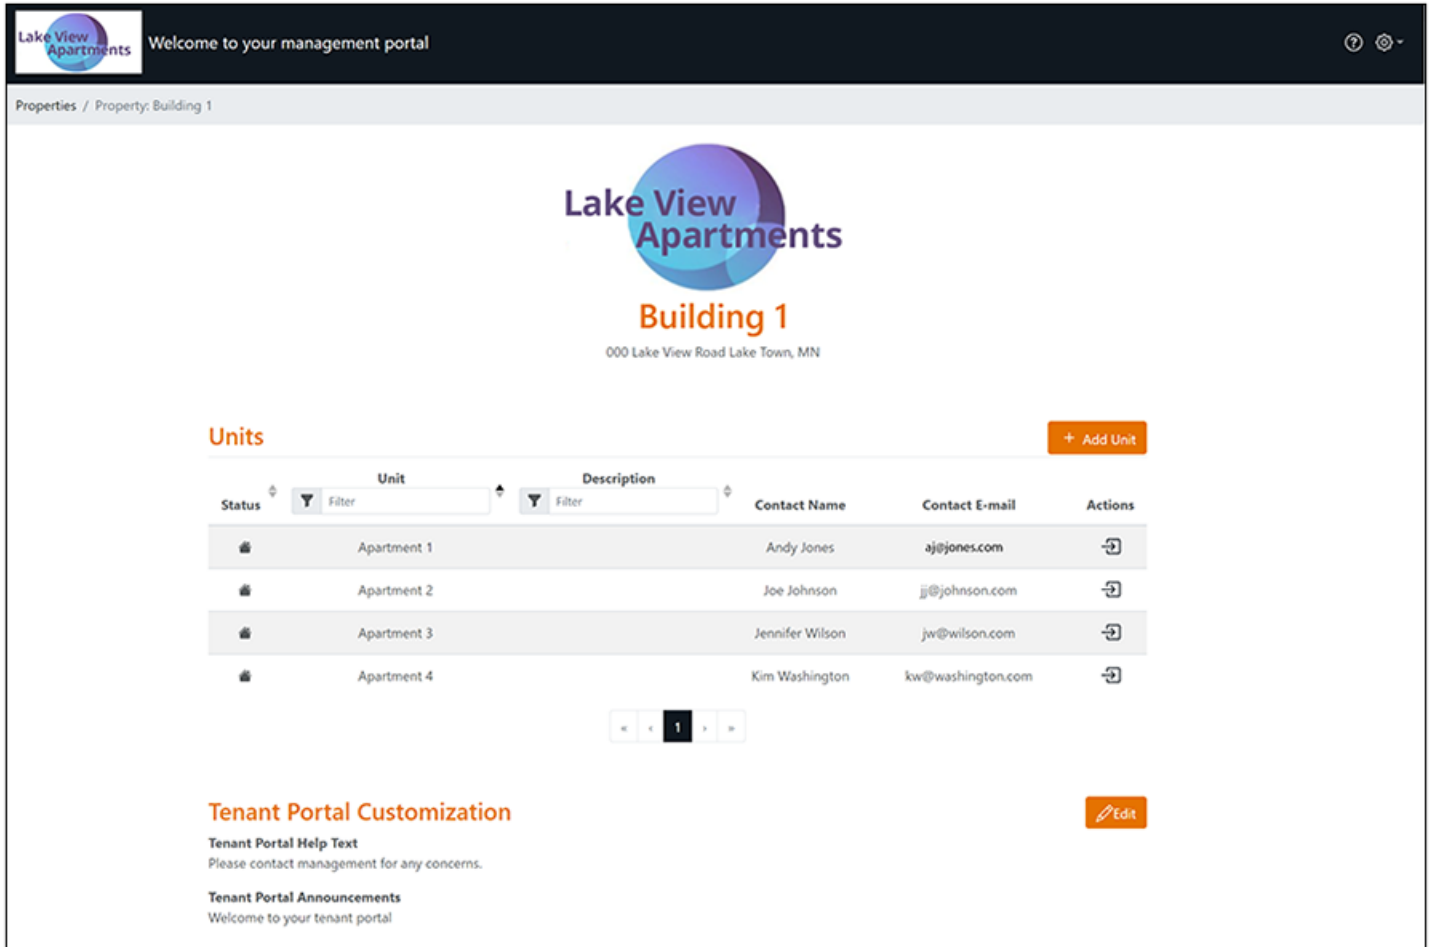 Lake View
Apartments
Welcome to your management portal
Properties / Property: Building 1
Lake View
Apartments
Building 1
000 Lake View Road Lake Town, MN
Units
+ Add Unit
Status Unit Filter Description Filter Contact Name Contact E-mail Actions
Apartment 1 Andy Jones aj@jones.com
Apartment 2 Joe Johnson jj@johnson.com
Apartment 3 Jennifer Wilson jw@wilson.com
Apartment 4 Kim Washington kw@washington.com
« ‹ 1 › »
Tenant Portal Customization
Edit
Tenant Portal Help Text
Please contact management for any concerns.
Tenant Portal Announcements
Welcome to your tenant portal